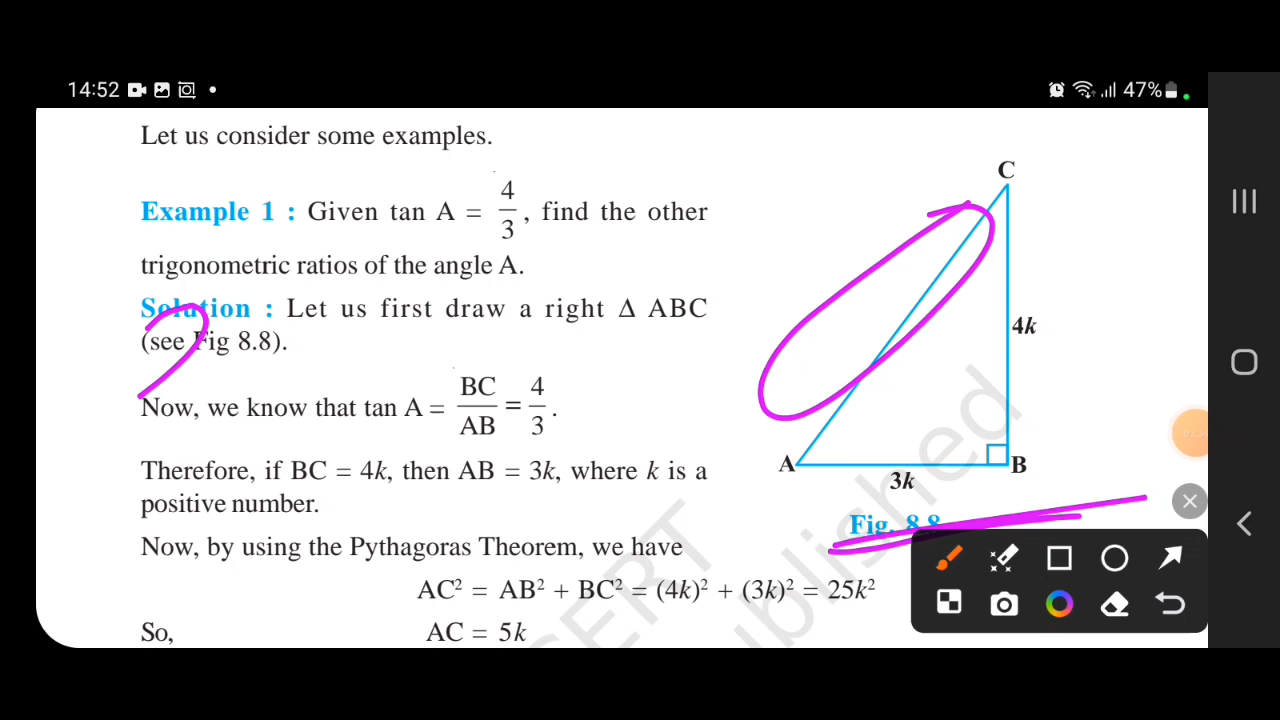 14:52
47%
Let us consider some examples.
Example 1 : Given tan A = 4/3, find the other
trigonometric ratios of the angle A.
Solution : Let us first draw a right Δ ABC
(see Fig 8.8).
Now, we know that tan A = BC/AB = 4/3.
Therefore, if BC = 4k, then AB = 3k, where k is a
positive number.
Now, by using the Pythagoras Theorem, we have
AC² = AB² + BC² = (4k)² + (3k)² = 25k²
So, AC = 5k
C
4k
A
B
3k
Fig. 8.8